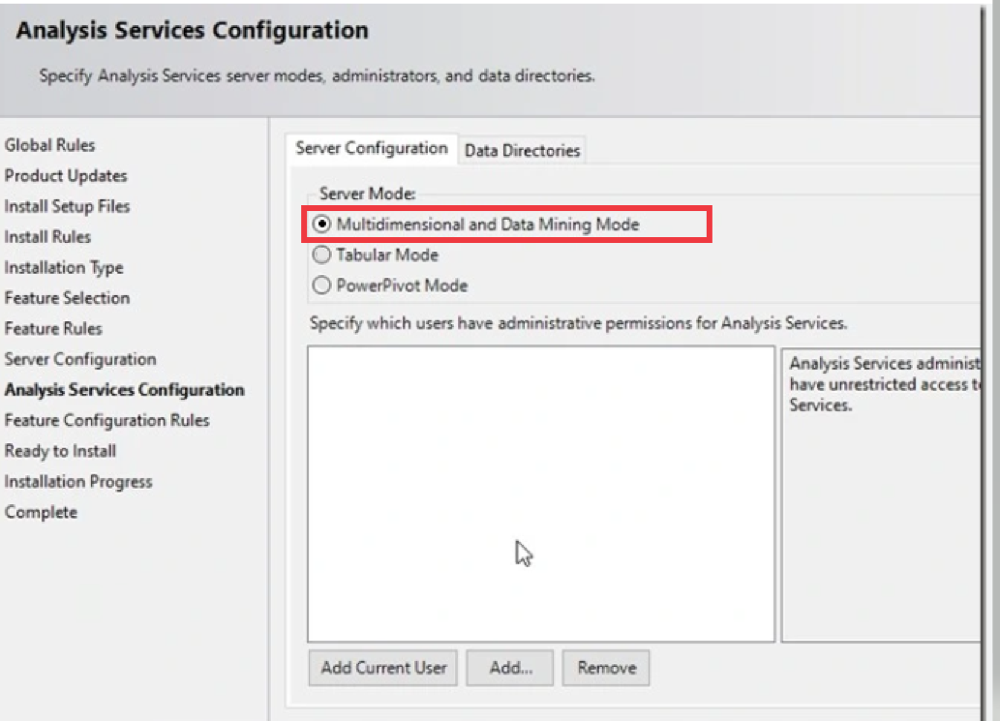 Analysis Services Configuration
Specify Analysis Services server modes, administrators, and data directories.
Global Rules
Product Updates
Install Setup Files
Install Rules
Installation Type
Feature Selection
Feature Rules
Server Configuration
Analysis Services Configuration
Feature Configuration Rules
Ready to Install
Installation Progress
Complete
Server Configuration
Data Directories
Server Mode:
Multidimensional and Data Mining Mode
Tabular Mode
PowerPivot Mode
Specify which users have administrative permissions for Analysis Services.
Analysis Services administ
have unrestricted access to
Services.
Add Current User
Add...
Remove